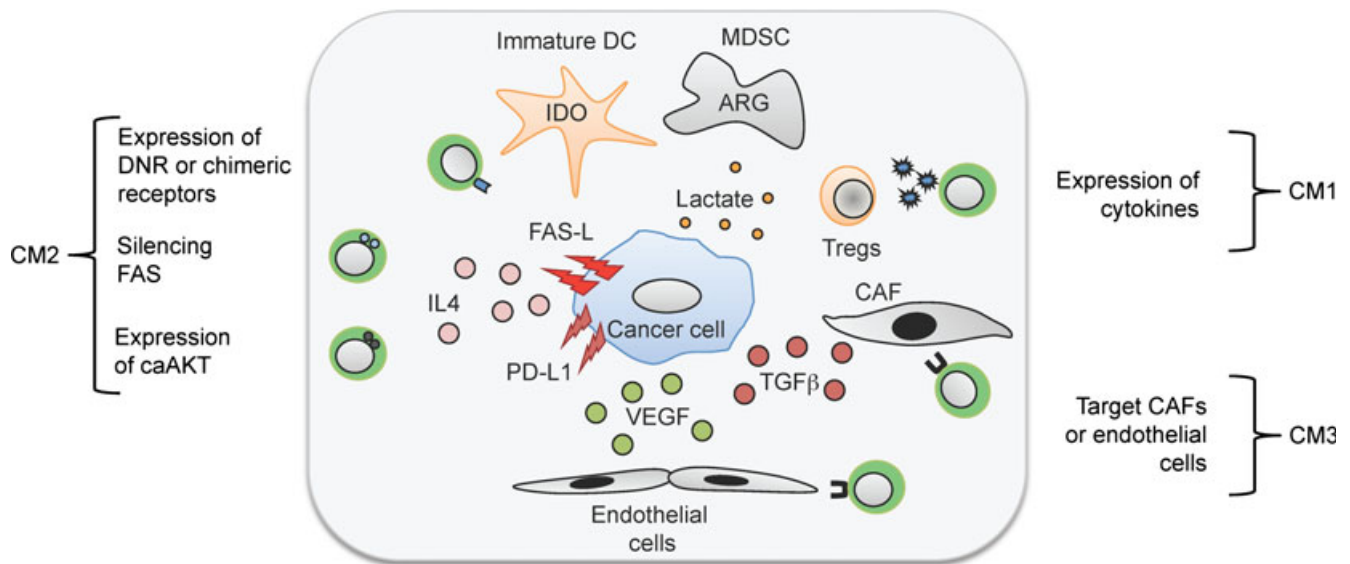 CM2
Expression of
DNR or chimeric
receptors
Silencing
FAS
Expression
of caAKT
Immature DC
IDO
MDSC
ARG
Lactate
Tregs
FAS-L
IL4
Cancer cell
PD-L1
CAF
TGFβ
VEGF
Endothelial
cells
Expression of
cytokines
CM1
Target CAFs
or endothelial
cells
CM3